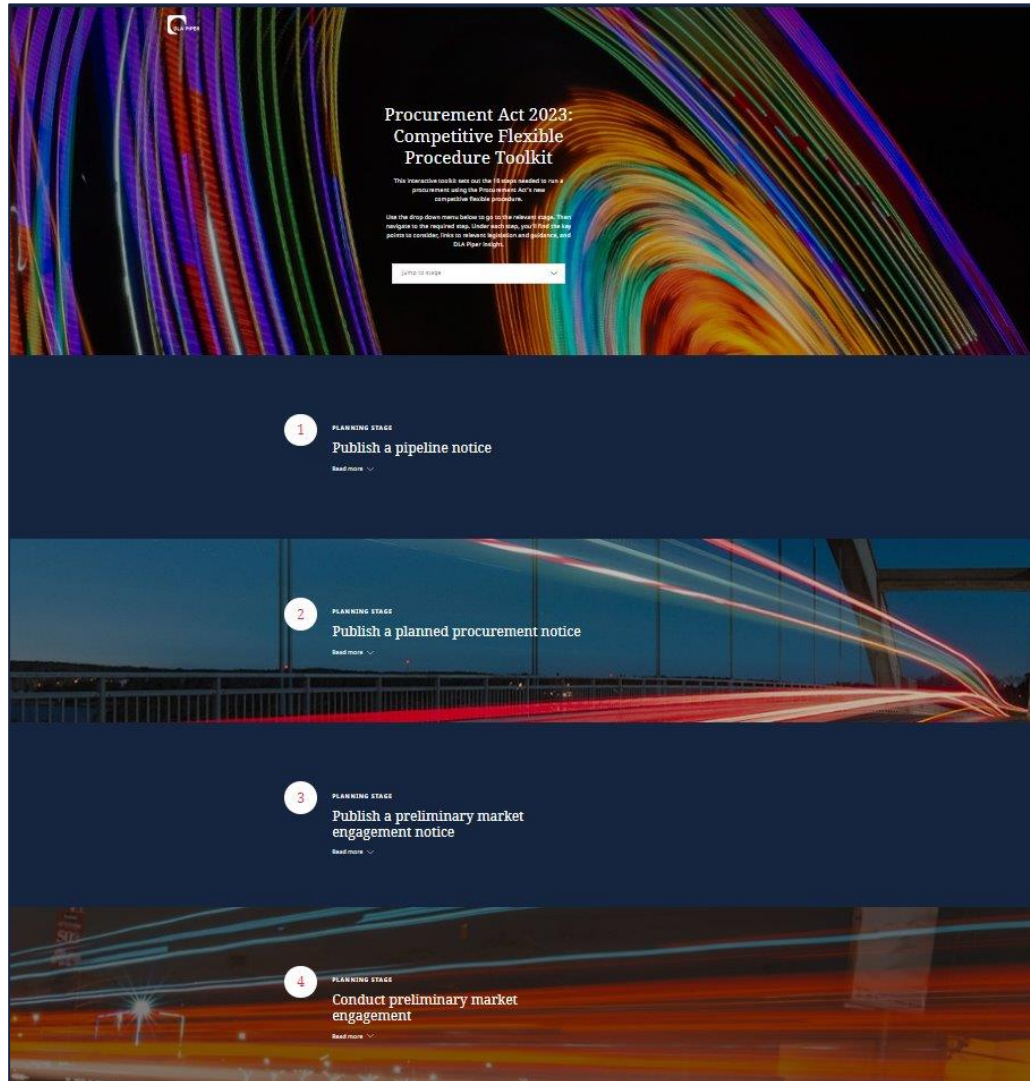 DLA PIPER
Procurement Act 2023:
Competitive Flexible
Procedure Toolkit
This interactive toolkit sets out the 18 steps needed to run a
procurement using the Procurement Act's new
competitive flexible procedure.
Use the drop down menu below to go to the relevant stage. Then
navigate to the required step. Under each step, you'll find the key
points to consider, links to relevant legislation and guidance, and
DLA Piper Insight.
Jump to stage
1
PLANNING STAGE
Publish a pipeline notice
Read more
2
PLANNING STAGE
Publish a planned procurement notice
Read more
3
PLANNING STAGE
Publish a preliminary market
engagement notice
Read more
4
PLANNING STAGE
Conduct preliminary market
engagement
Read more